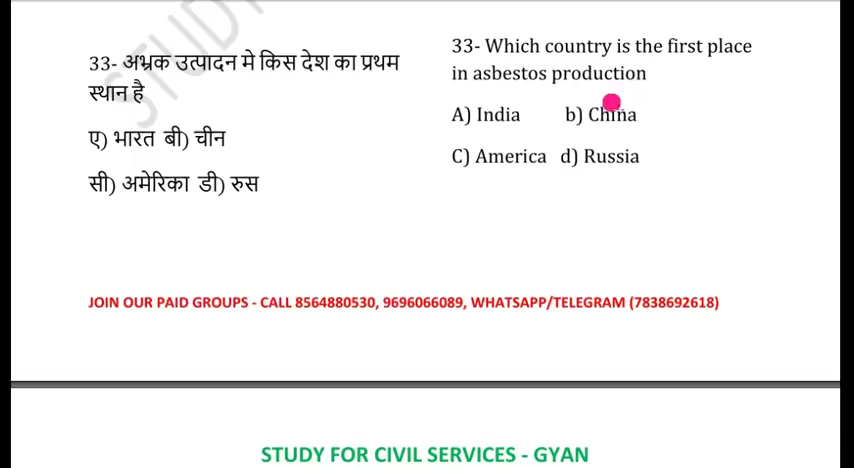 STUDY
33- अभ्रक उत्पादन मे किस देश का प्रथम
स्थान है
ए) भारत बी) चीन
सी) अमेरिका डी) रुस
33- Which country is the first place
in asbestos production
A) India b) China
C) America d) Russia
JOIN OUR PAID GROUPS - CALL 8564880530, 9696066089, WHATSAPP/TELEGRAM (7838692618)
STUDY FOR CIVIL SERVICES - GYAN